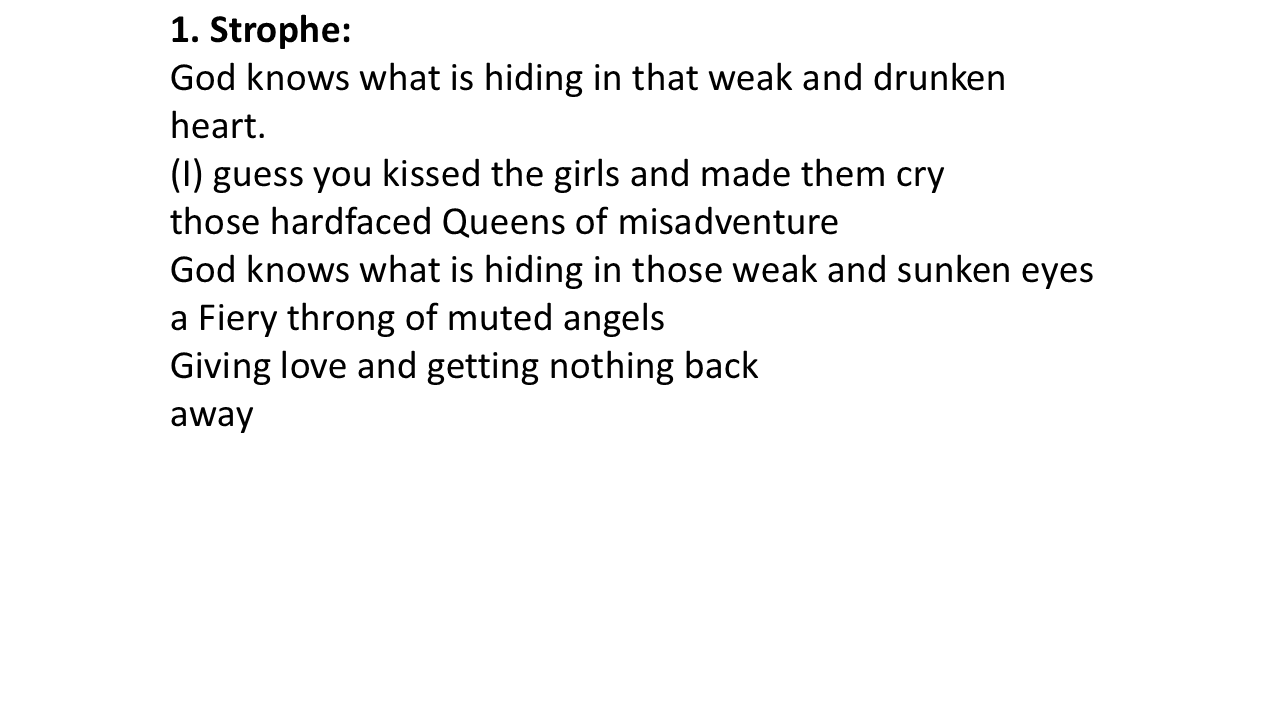 1. Strophe:
God knows what is hiding in that weak and drunken
heart.
(I) guess you kissed the girls and made them cry
those hardfaced Queens of misadventure
God knows what is hiding in those weak and sunken eyes
a Fiery throng of muted angels
Giving love and getting nothing back
away